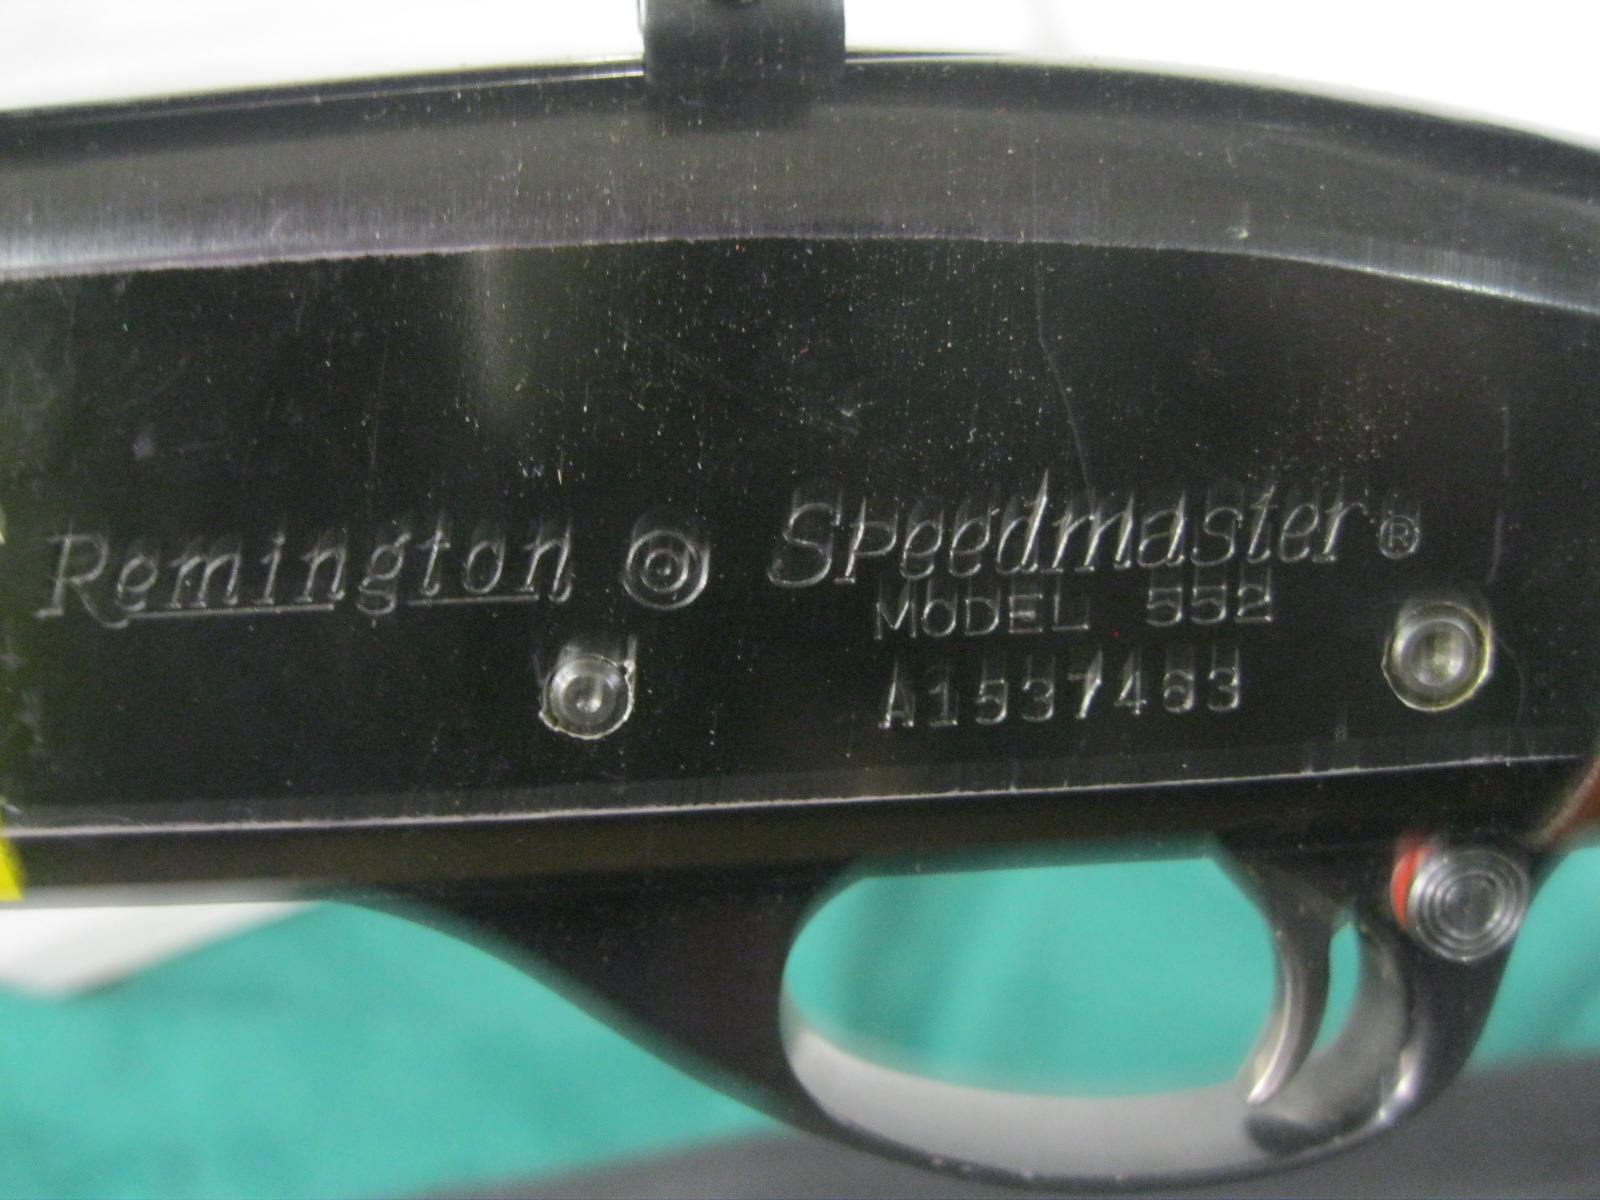 Remington Speedmaster®
MODEL 552
A1537463